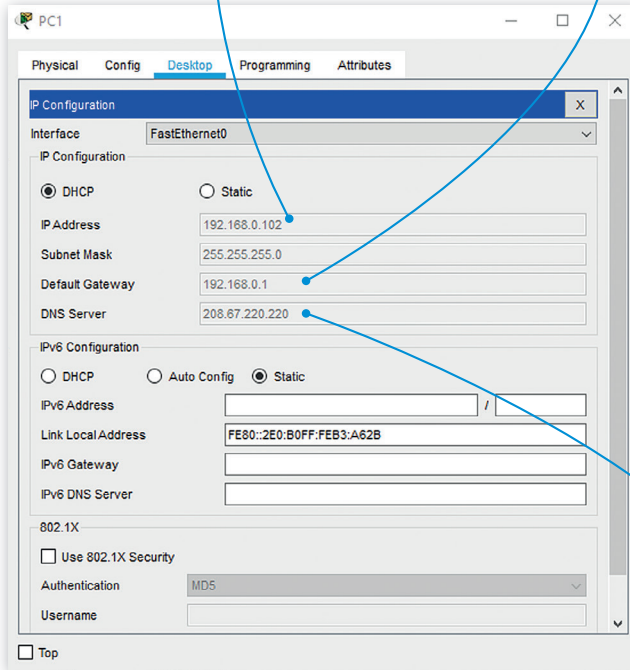 PC1
Physical Config Desktop Programming Attributes
IP Configuration X
Interface FastEthernet0
IP Configuration
DHCP Static
IP Address 192.168.0.102
Subnet Mask 255.255.255.0
Default Gateway 192.168.0.1
DNS Server 208.67.220.220
IPv6 Configuration
DHCP Auto Config Static
IPv6 Address /
Link Local Address FE80::2E0:B0FF:FEB3:A62B
IPv6 Gateway
IPv6 DNS Server
802.1X
Use 802.1X Security
Authentication MD5
Username
Top